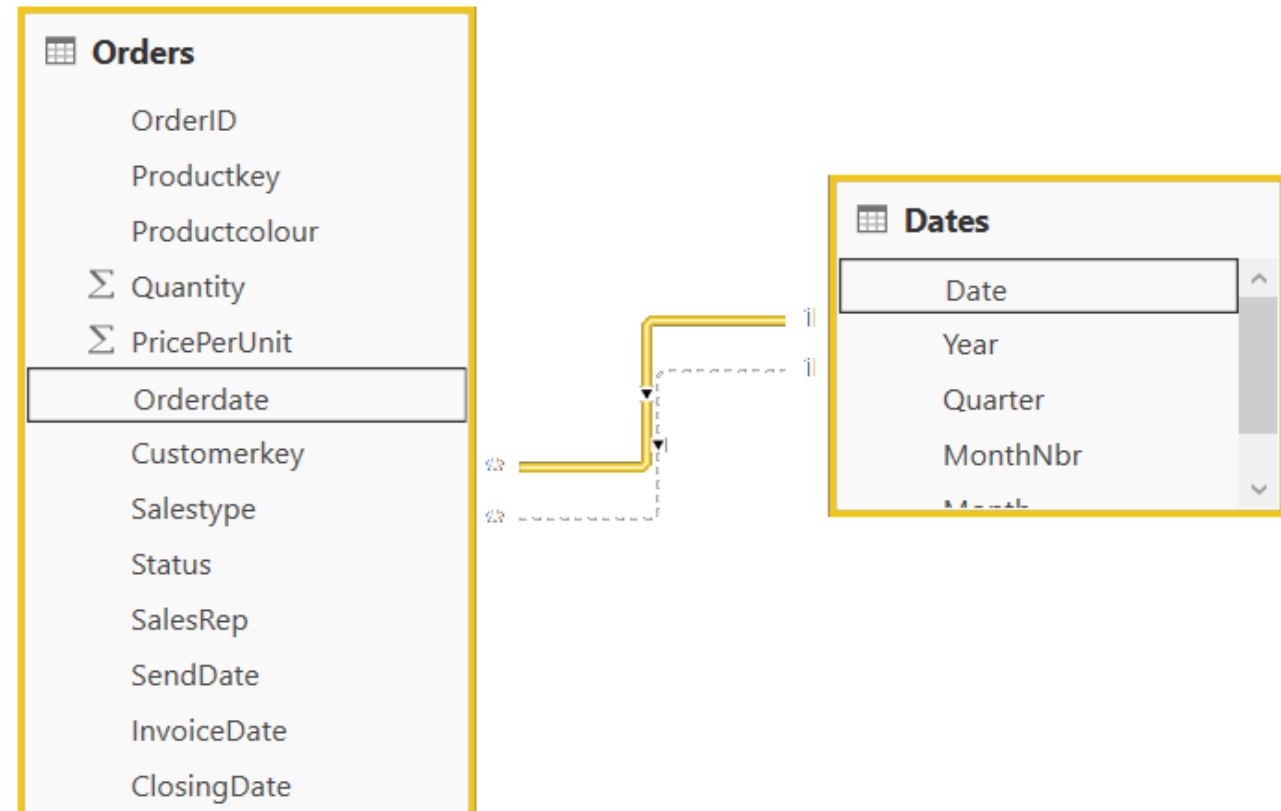 Orders
OrderID
Productkey
Productcolour
Σ Quantity
Σ PricePerUnit
Orderdate
Customerkey
Salestype
Status
SalesRep
SendDate
InvoiceDate
ClosingDate
Dates
Date
Year
Quarter
MonthNbr
Month